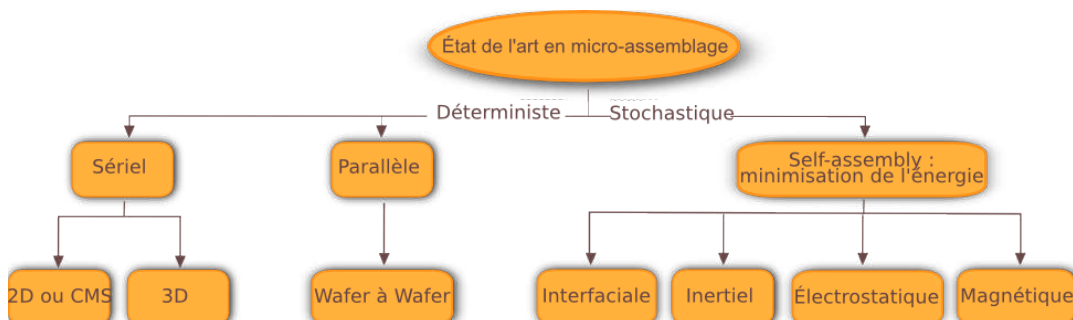 État de l'art en micro-assemblage
Déterministe
Stochastique
Sériel
Parallèle
Self-assembly :
minimisation de l'énergie
2D ou CMS
3D
Wafer à Wafer
Interfaciale
Inertiel
Électrostatique
Magnétique